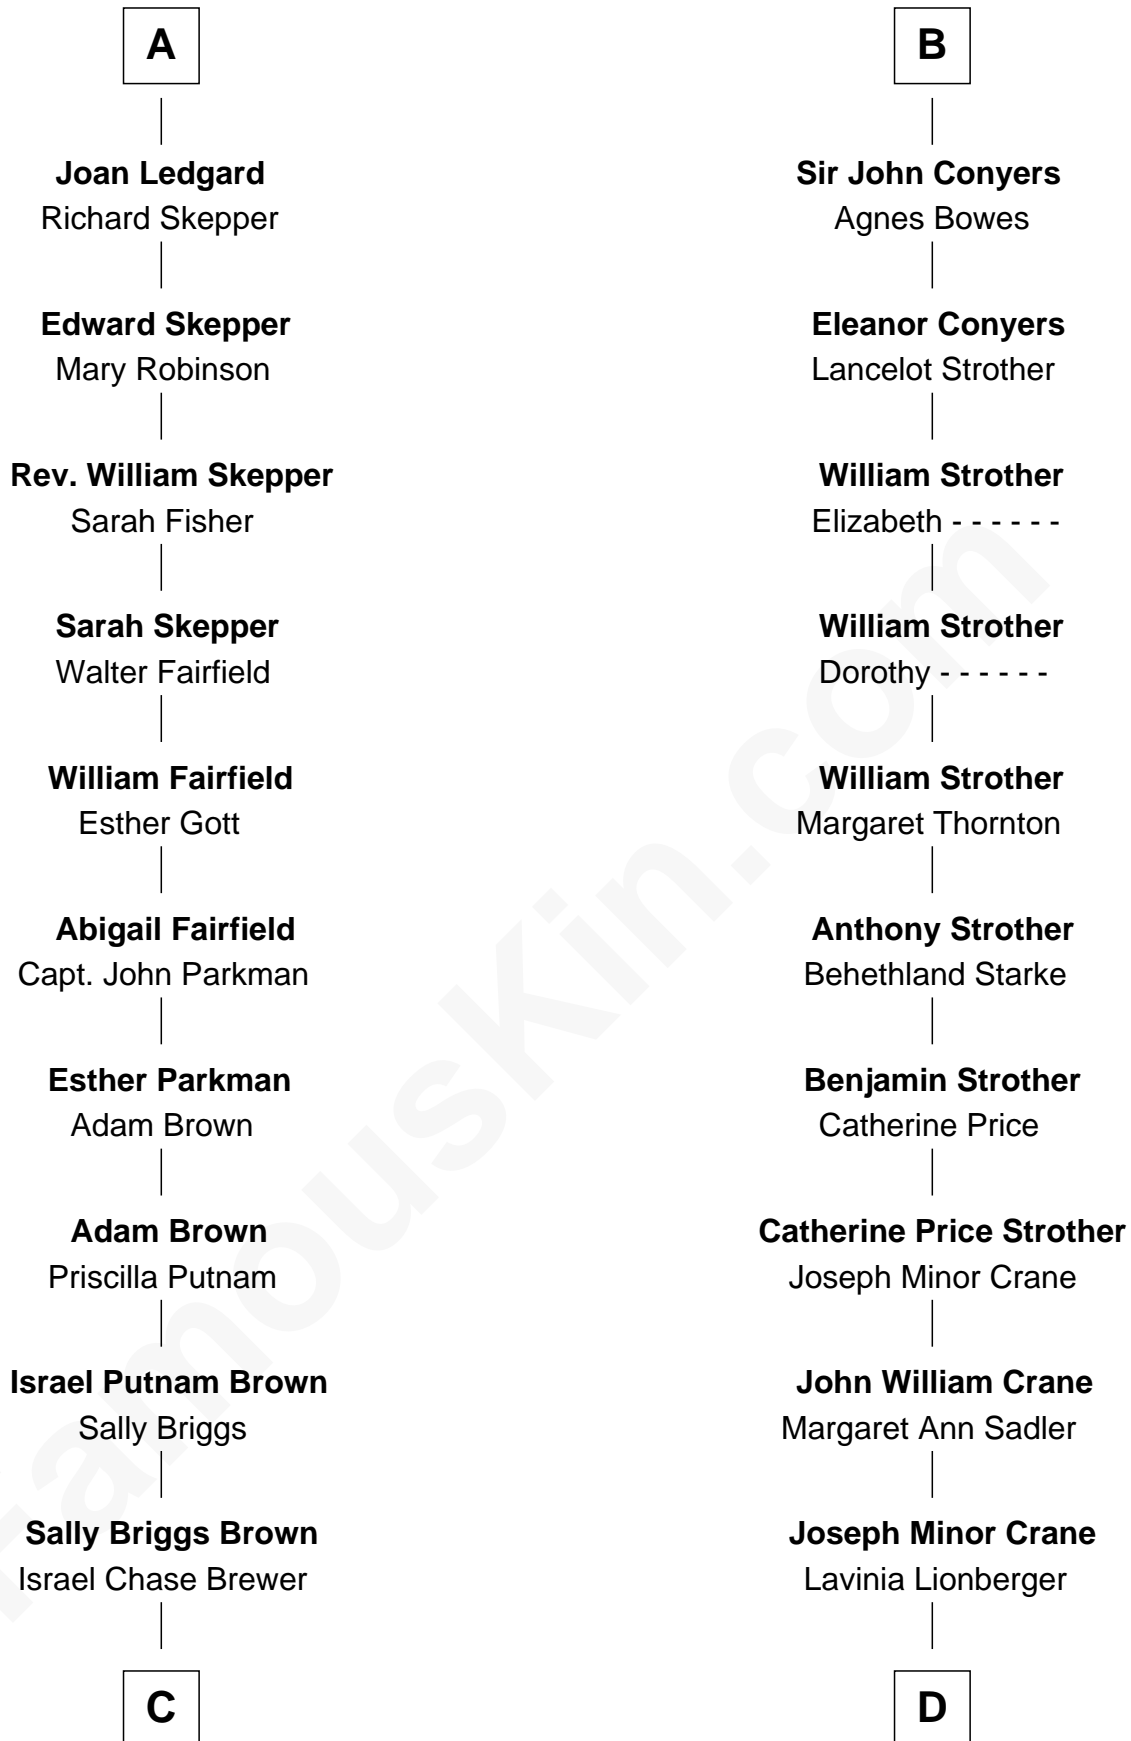 A
Joan Ledgard
Richard Skepper
Edward Skepper
Mary Robinson
Rev. William Skepper
Sarah Fisher
Sarah Skepper
Walter Fairfield
William Fairfield
Esther Gott
Abigail Fairfield
Capt. John Parkman
Esther Parkman
Adam Brown
Adam Brown
Priscilla Putnam
Israel Putnam Brown
Sally Briggs
Sally Briggs Brown
Israel Chase Brewer
C
B
Sir John Conyers
Agnes Bowes
Eleanor Conyers
Lancelot Strother
William Strother
Elizabeth - - - - - -
William Strother
Dorothy - - - - - -
William Strother
Margaret Thornton
Anthony Strother
Behethland Starke
Benjamin Strother
Catherine Price
Catherine Price Strother
Joseph Minor Crane
John William Crane
Margaret Ann Sadler
Joseph Minor Crane
Lavinia Lionberger
D
FamousKin.com